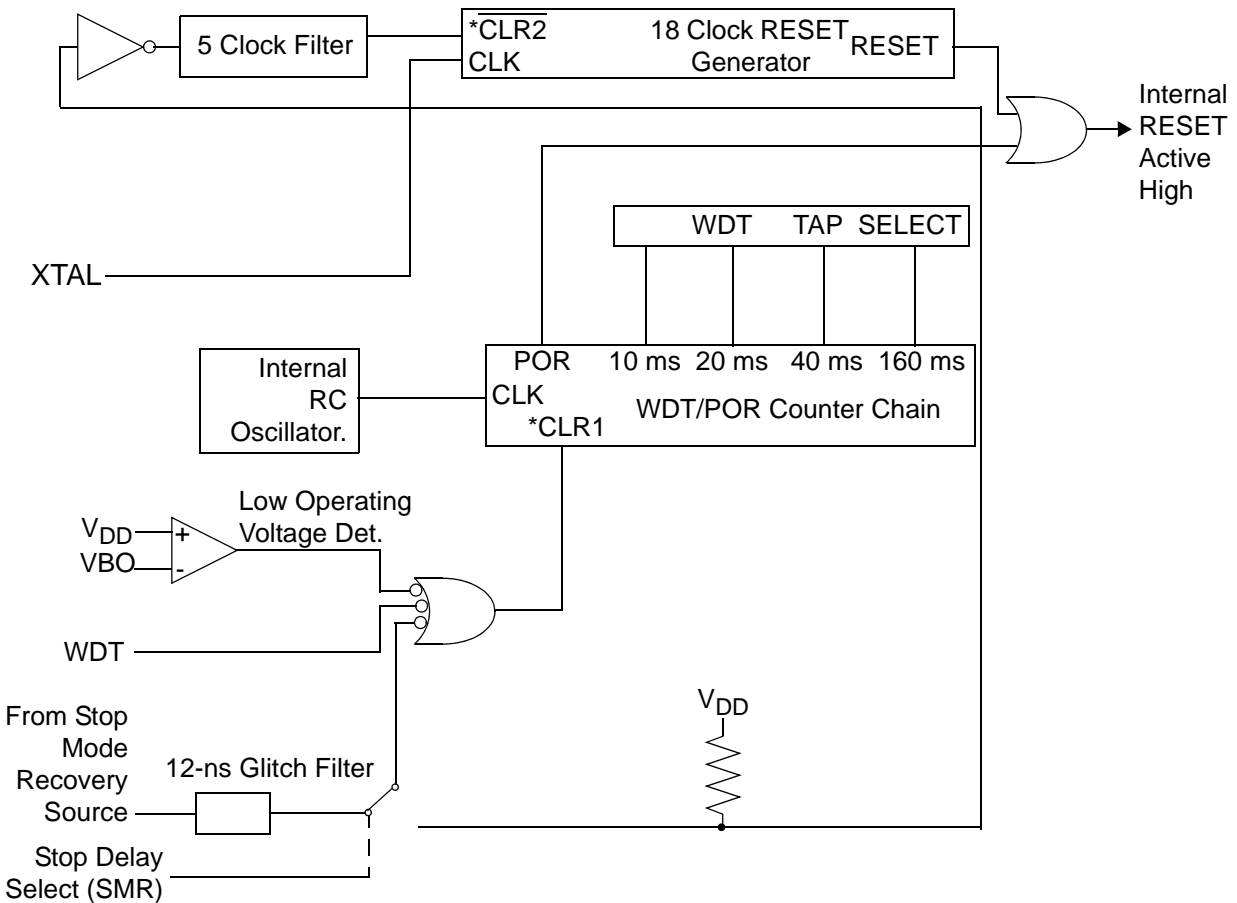 5 Clock Filter
*CLR2
CLK
18 Clock RESET
Generator
RESET
Internal
RESET
Active
High
WDT TAP SELECT
XTAL
Internal
RC
Oscillator.
POR 10 ms 20 ms 40 ms 160 ms
CLK
WDT/POR Counter Chain
*CLR1
Low Operating
Voltage Det.
VDD
+
VBO
-
WDT
From Stop
Mode
Recovery
Source
12-ns Glitch Filter
VDD
Stop Delay
Select (SMR)